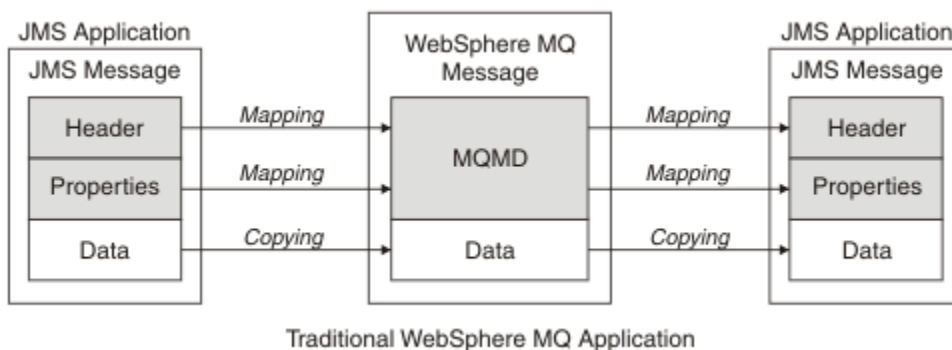 JMS Application
JMS Message
Header
Properties
Data
Mapping
Mapping
Copying
WebSphere MQ
Message
MQMD
Data
Mapping
Mapping
Copying
JMS Application
JMS Message
Header
Properties
Data
Traditional WebSphere MQ Application